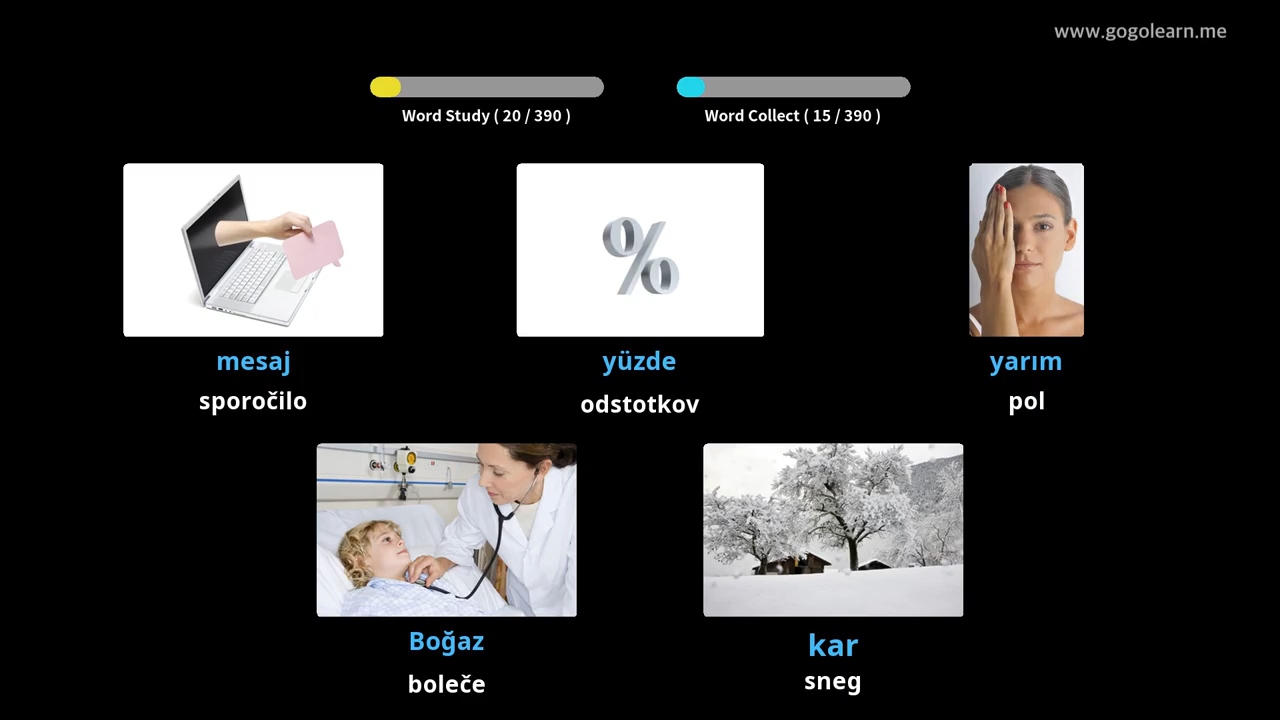 www.gogolearn.me
Word Study ( 20 / 390 )
Word Collect ( 15 / 390 )
mesaj
sporočilo
yüzde
odstotkov
yarım
pol
Boğaz
boleče
kar
sneg